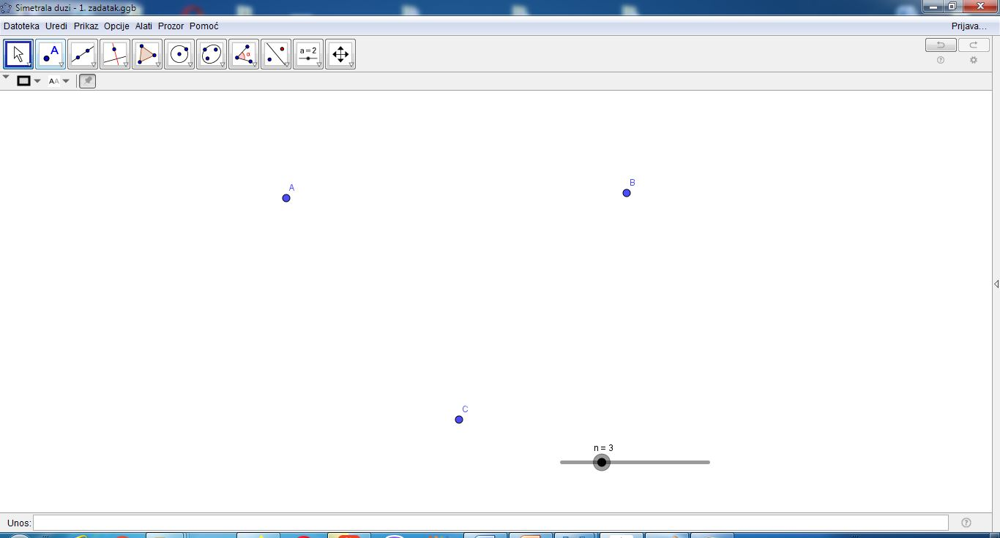 Simetrala duzi - 1. zadatak.ggb
Datoteka Uredi Prikaz Opcije Alati Prozor Pomoć Prijava...
A α a = 2
AA
A
B
C
n = 3
Unos: